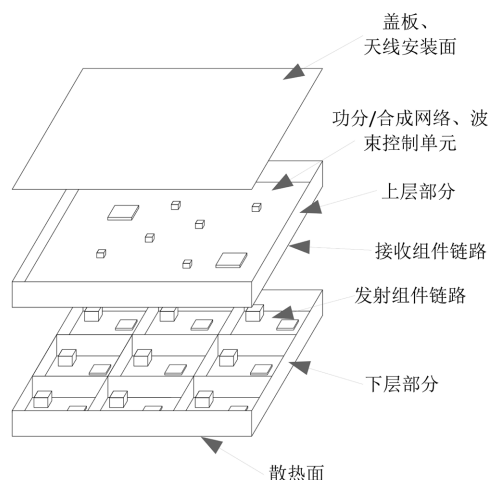 盖板、
天线安装面
功分/合成网络、波
束控制单元
上层部分
接收组件链路
发射组件链路
下层部分
散热面